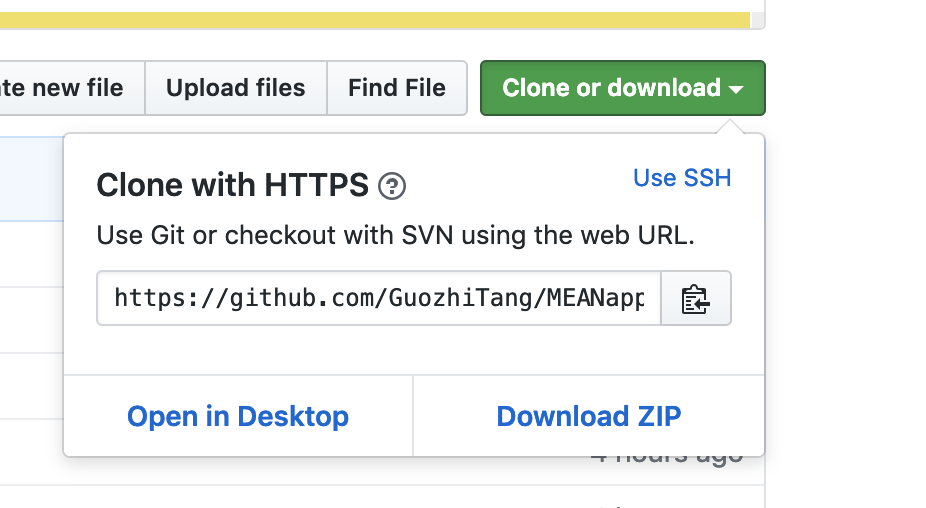 te new file
Upload files
Find File
Clone or download
Clone with HTTPS
Use SSH
Use Git or checkout with SVN using the web URL.
https://github.com/GuozhiTang/MEANapp
Open in Desktop
Download ZIP
4 hours ago